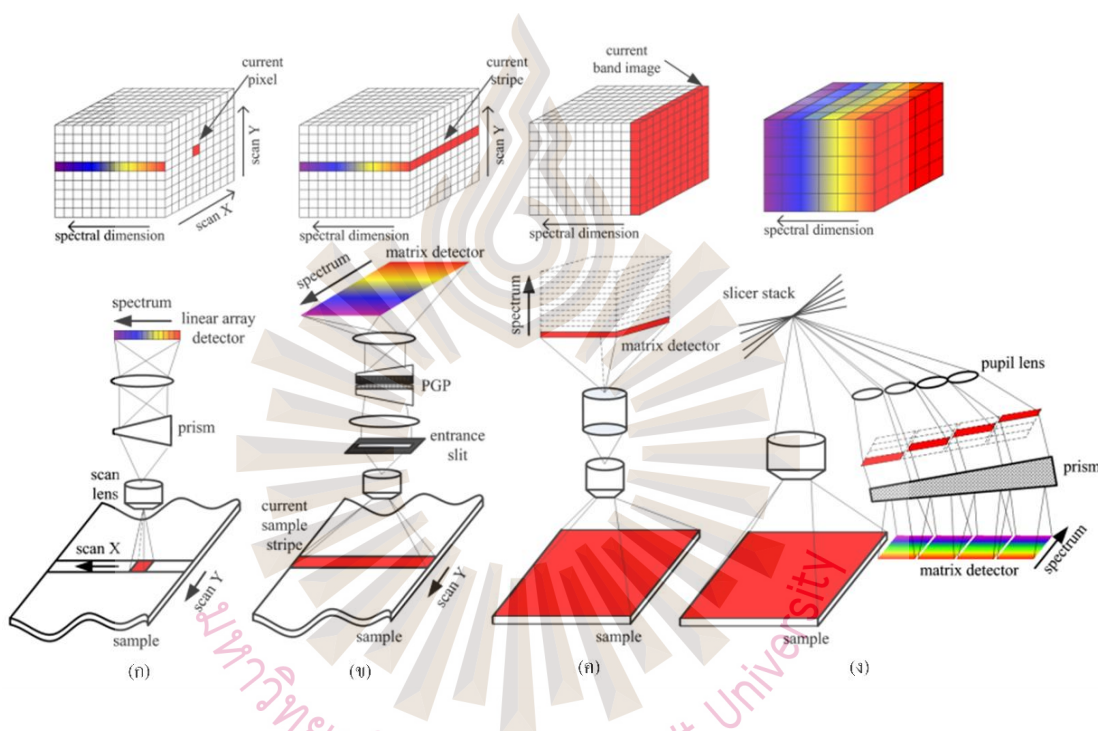 current
pixel
scan Y
scan X
spectral dimension
current
stripe
scan Y
spectral dimension
current
band image
spectral dimension
spectral dimension
spectrum
linear array
detector
prism
scan
lens
scan X
scan Y
sample
(ก)
matrix detector
spectrum
PGP
entrance
slit
current
sample
stripe
scan Y
sample
(ข)
spectrum
matrix detector
sample
(ค)
slicer stack
pupil lens
prism
spectrum
matrix detector
sample
(ง)
University